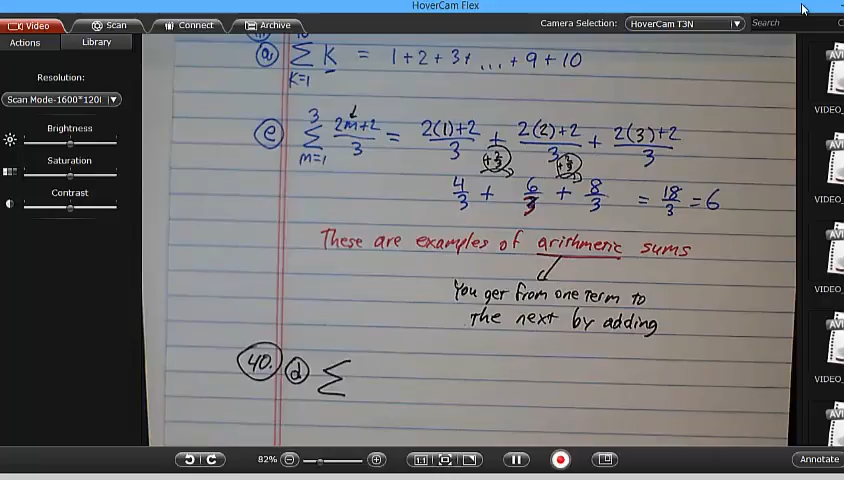 HoverCam Flex
Video Scan Connect Archive Camera Selection: HoverCam T3N Search
Actions Library
Resolution:
Scan Mode-1600*120
Brightness
Saturation
Contrast
a ∑ K = 1+2+3+ ... +9+10
K=1
e 3 ∑ m=1 2m+2/3 = 2(1)+2/3 + 2(2)+2/3 + 2(3)+2/3
+2/3 +2/3
4/3 + 6/3 + 8/3 = 18/3 = 6
These are examples of arithmetic sums
You get from one term to
the next by adding
40. d ∑
VIDEO_
VIDEO_
VIDEO_
VIDEO_
82% 1:1 Annotate